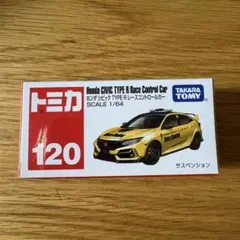 トミカ
120
Honda CIVIC TYPE R Race Control Car
ホンダ シビック TYPE R レースコントロールカー
SCALE 1/64
TAKARA
TOMY
サスペンション